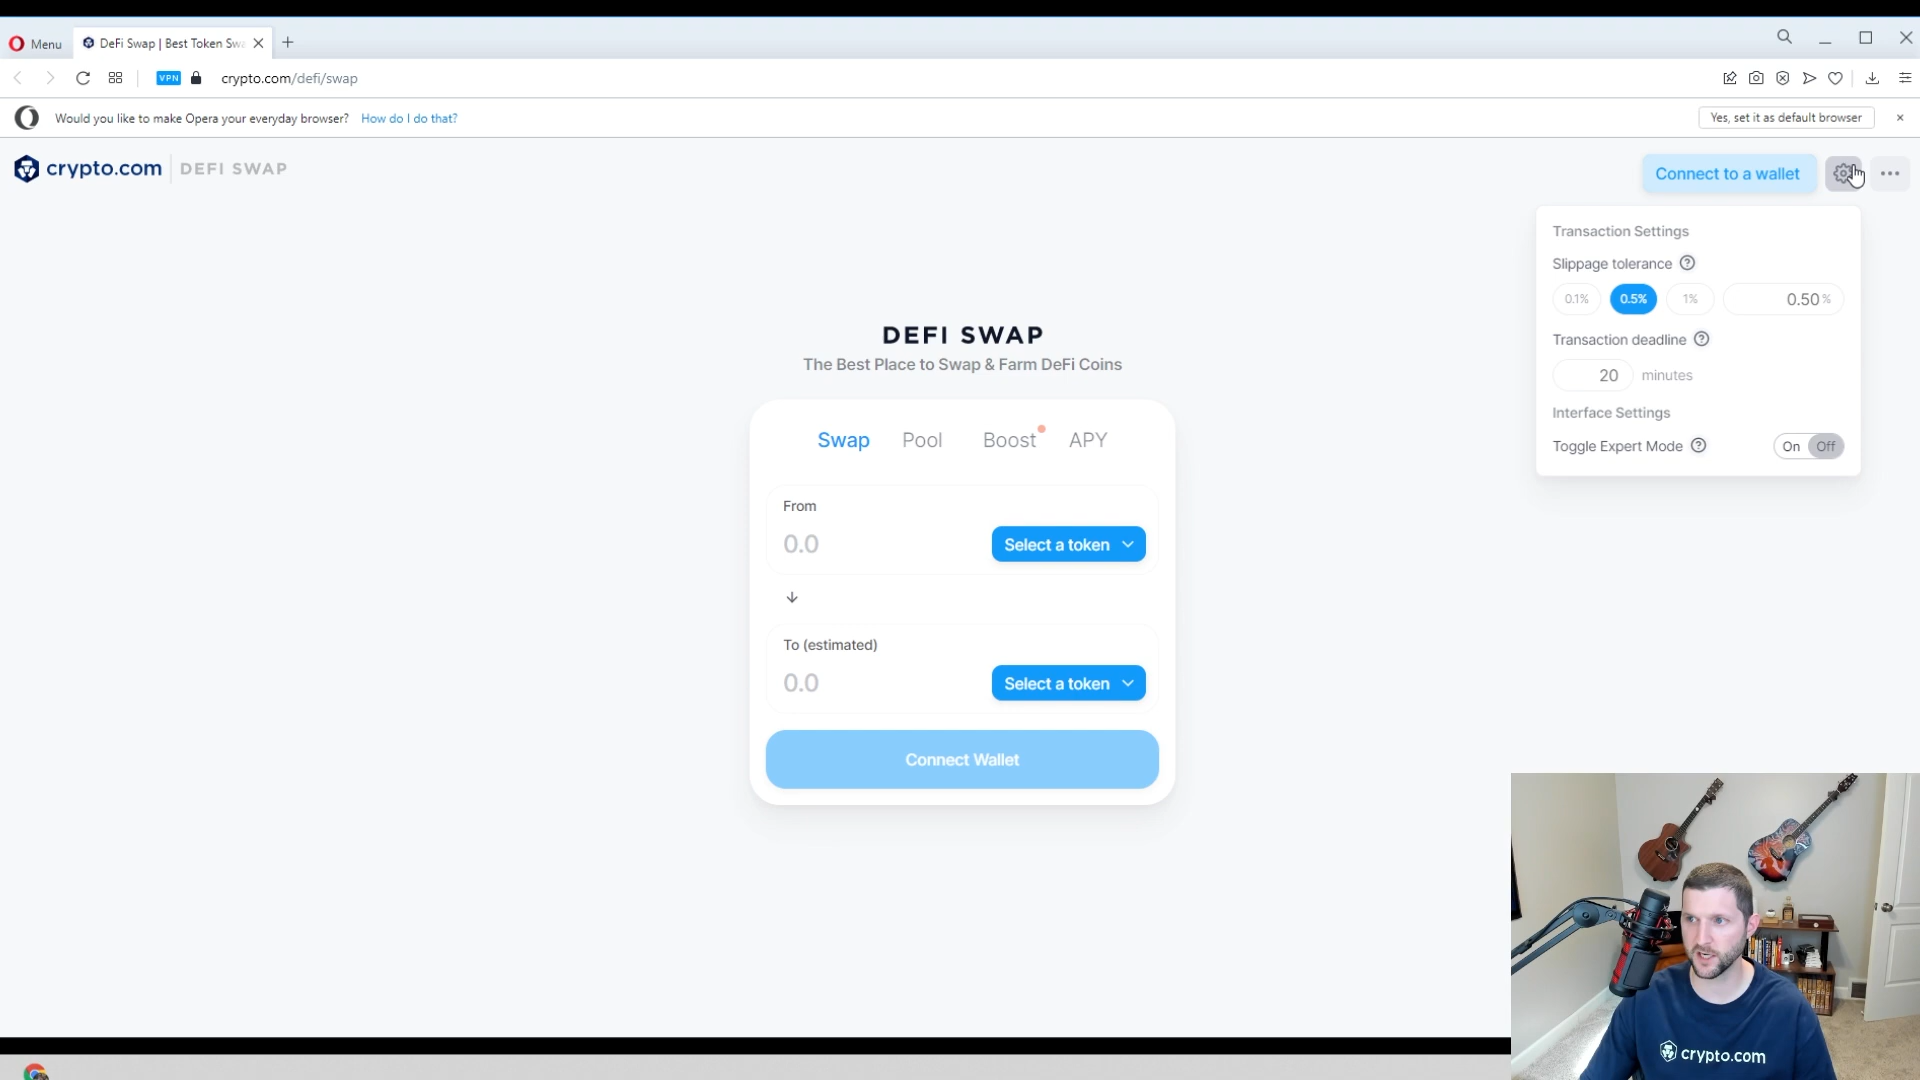 Menu
DeFi Swap | Best Token Swa
VPN
crypto.com/defi/swap
Would you like to make Opera your everyday browser? How do I do that?
Yes, set it as default browser
crypto.com DEFI SWAP
Connect to a wallet
Transaction Settings
Slippage tolerance ?
0.1% 0.5% 1% 0.50 %
Transaction deadline ?
20 minutes
Interface Settings
Toggle Expert Mode ? On Off
DEFI SWAP
The Best Place to Swap & Farm DeFi Coins
Swap Pool Boost APY
From
0.0 Select a token
To (estimated)
0.0 Select a token
Connect Wallet
crypto.com